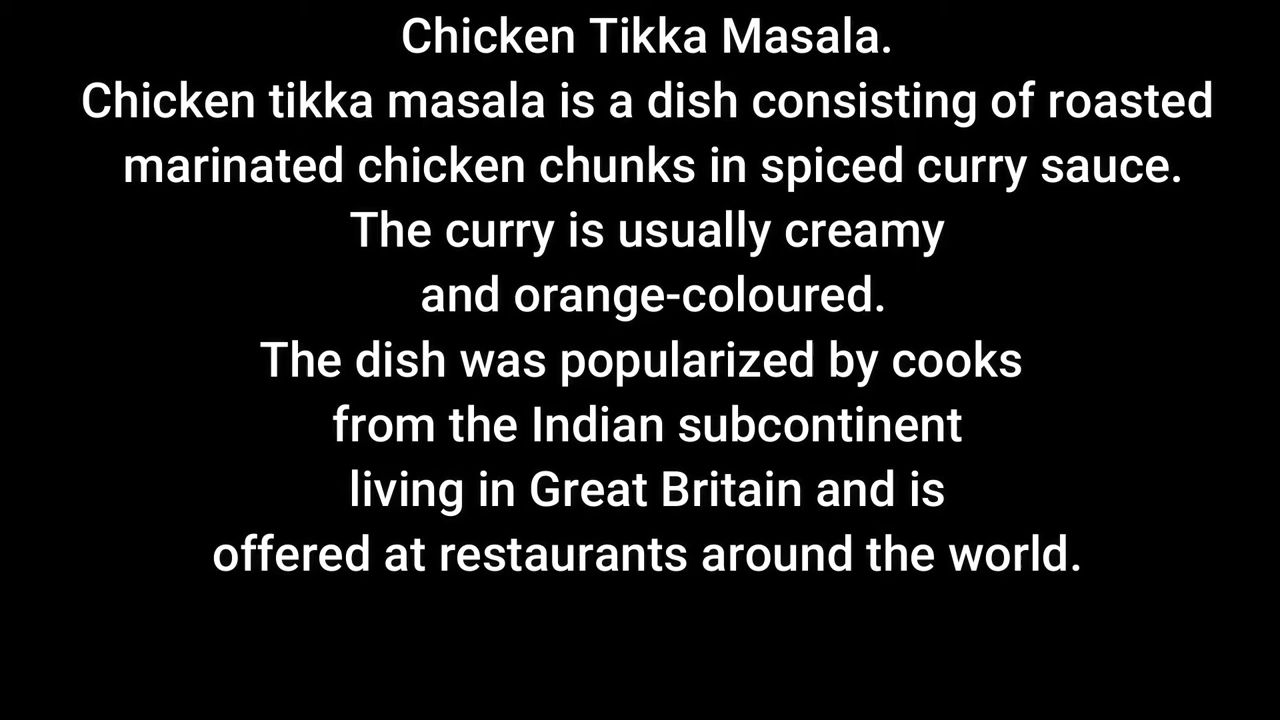 Chicken Tikka Masala.
Chicken tikka masala is a dish consisting of roasted
marinated chicken chunks in spiced curry sauce.
The curry is usually creamy
and orange-coloured.
The dish was popularized by cooks
from the Indian subcontinent
living in Great Britain and is
offered at restaurants around the world.